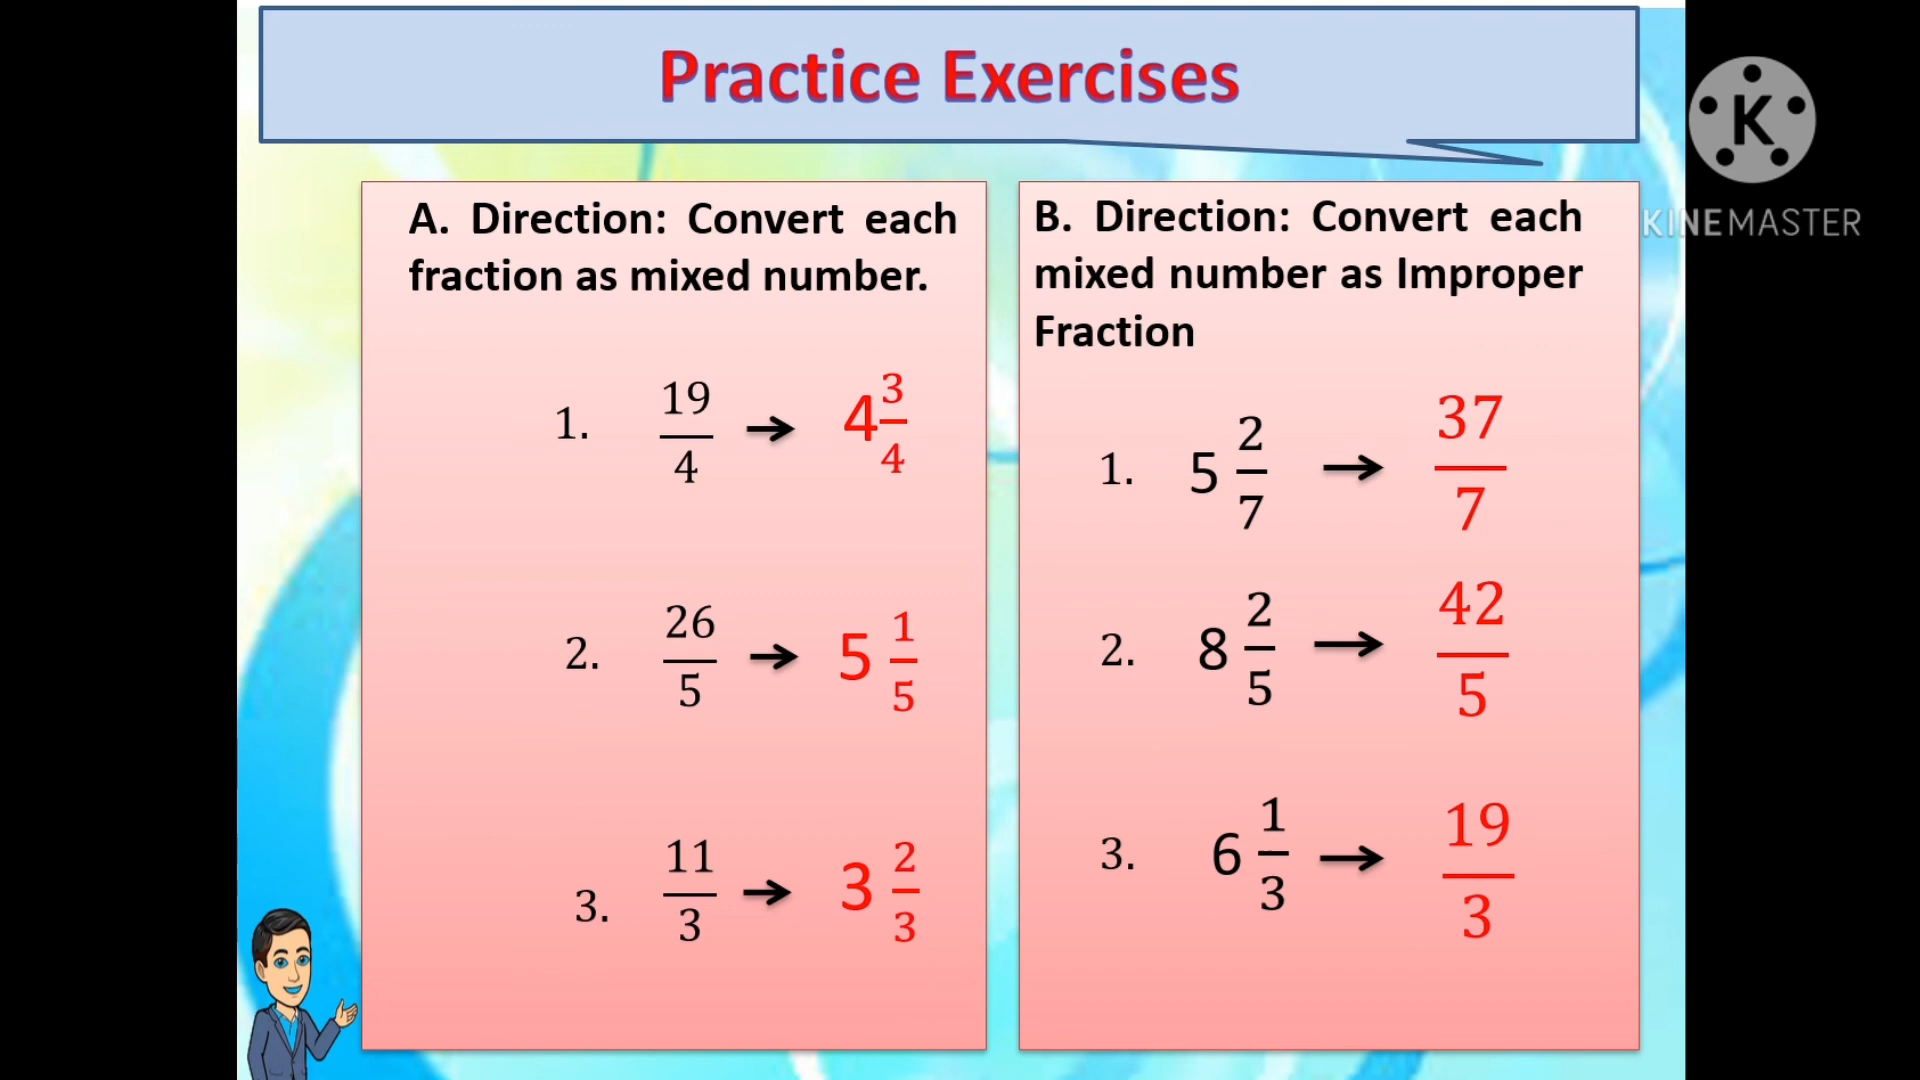 Practice Exercises
K
KINEMASTER
A. Direction: Convert each
fraction as mixed number.
1. 19/4 → 4 3/4
2. 26/5 → 5 1/5
3. 11/3 → 3 2/3
B. Direction: Convert each
mixed number as Improper
Fraction
1. 5 2/7 → 37/7
2. 8 2/5 → 42/5
3. 6 1/3 → 19/3